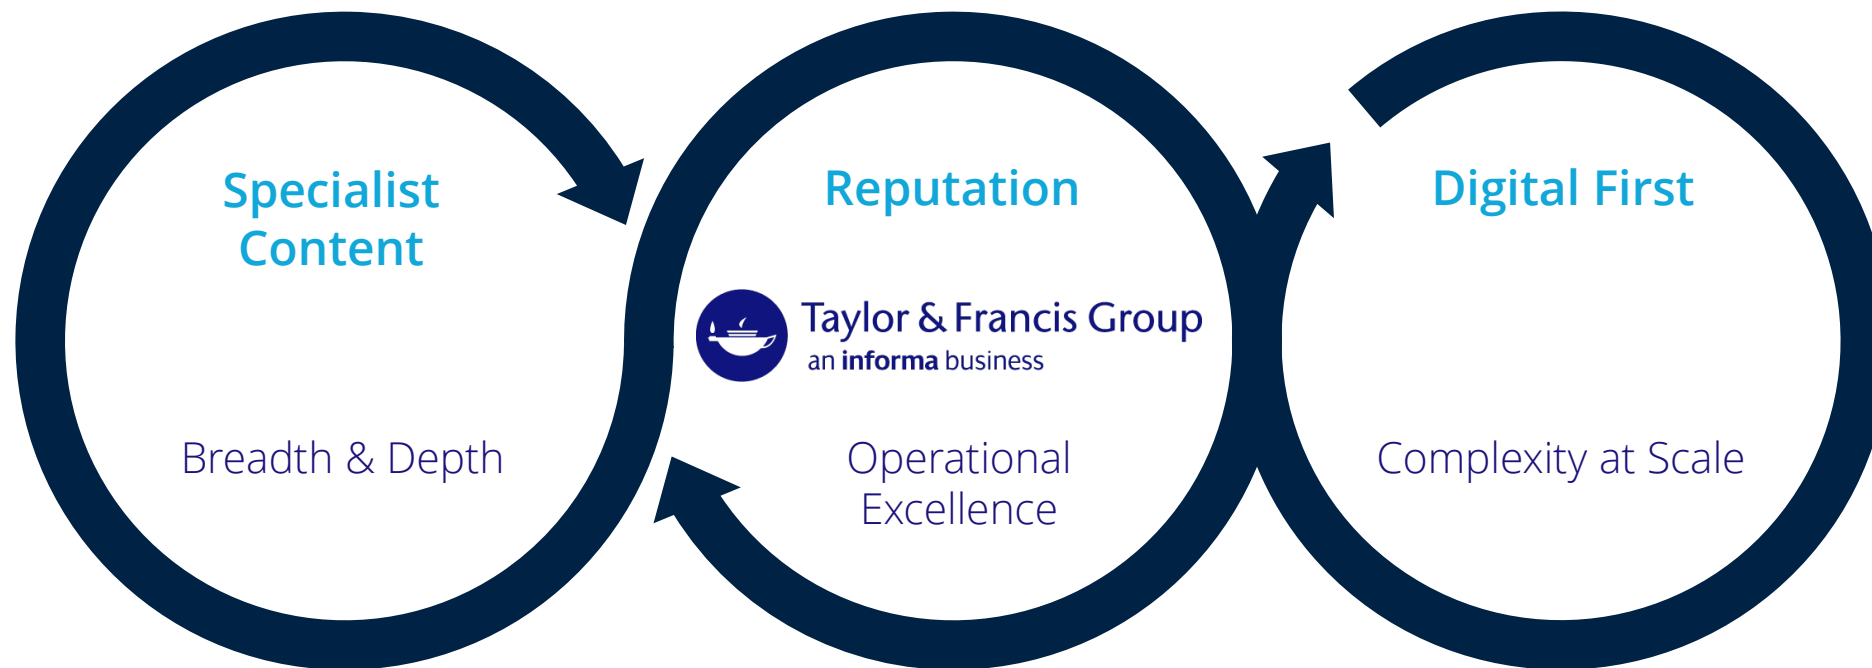 Specialist
Content
Breadth & Depth
Reputation
Taylor & Francis Group
an informa business
Operational
Excellence
Digital First
Complexity at Scale